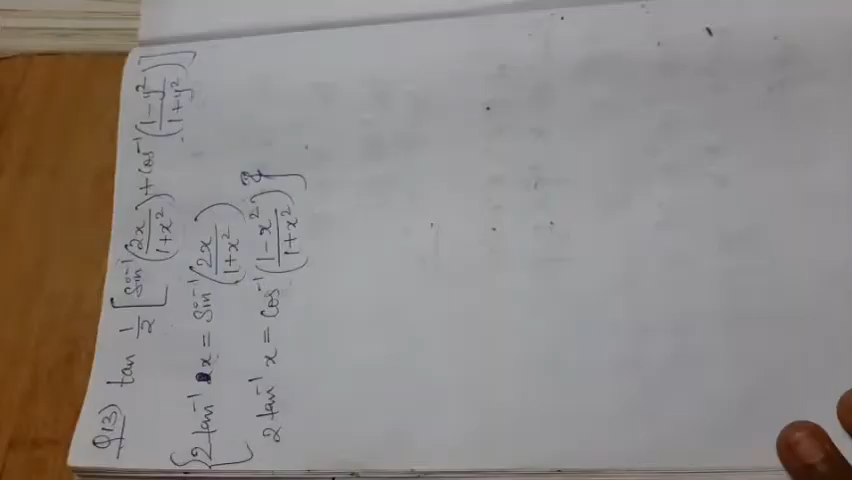 Q13) tan 1/2 [sin⁻¹(2x/1+x²) + cos⁻¹(1-y²/1+y²)]
{2 tan⁻¹ x = sin⁻¹(2x/1+x²)
2 tan⁻¹ x = cos⁻¹(1-x²/1+x²)}